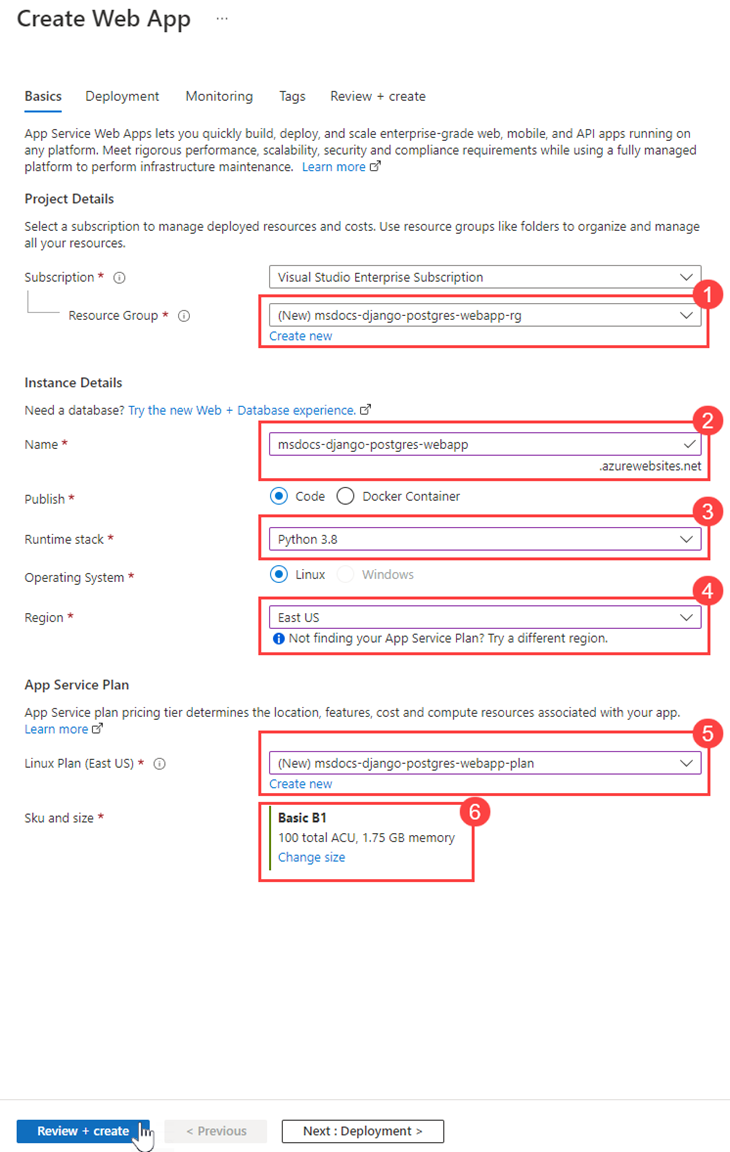 Create Web App ...
Basics Deployment Monitoring Tags Review + create
App Service Web Apps lets you quickly build, deploy, and scale enterprise-grade web, mobile, and API apps running on
any platform. Meet rigorous performance, scalability, security and compliance requirements while using a fully managed
platform to perform infrastructure maintenance. Learn more
Project Details
Select a subscription to manage deployed resources and costs. Use resource groups like folders to organize and manage
all your resources.
Subscription * Visual Studio Enterprise Subscription
1
Resource Group * (New) msdocs-django-postgres-webapp-rg
Create new
Instance Details
Need a database? Try the new Web + Database experience.
2
Name * msdocs-django-postgres-webapp
.azurewebsites.net
Publish * Code Docker Container
3
Runtime stack * Python 3.8
Operating System * Linux Windows
4
Region * East US
Not finding your App Service Plan? Try a different region.
App Service Plan
App Service plan pricing tier determines the location, features, cost and compute resources associated with your app.
Learn more
5
Linux Plan (East US) * (New) msdocs-django-postgres-webapp-plan
Create new
6
Sku and size * Basic B1
100 total ACU, 1.75 GB memory
Change size
Review + create < Previous Next : Deployment >